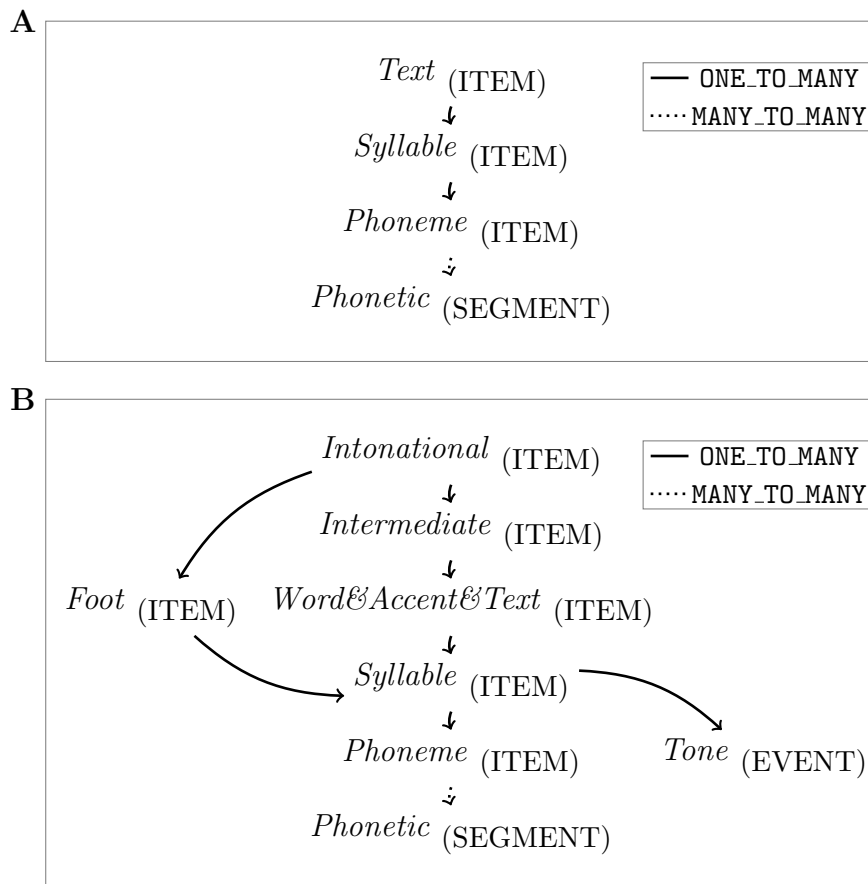 A
Text (ITEM)
ONE_TO_MANY
MANY_TO_MANY
Syllable (ITEM)
Phoneme (ITEM)
Phonetic (SEGMENT)
B
Intonational (ITEM)
ONE_TO_MANY
MANY_TO_MANY
Intermediate (ITEM)
Foot (ITEM)
Word&Accent&Text (ITEM)
Syllable (ITEM)
Phoneme (ITEM)
Tone (EVENT)
Phonetic (SEGMENT)